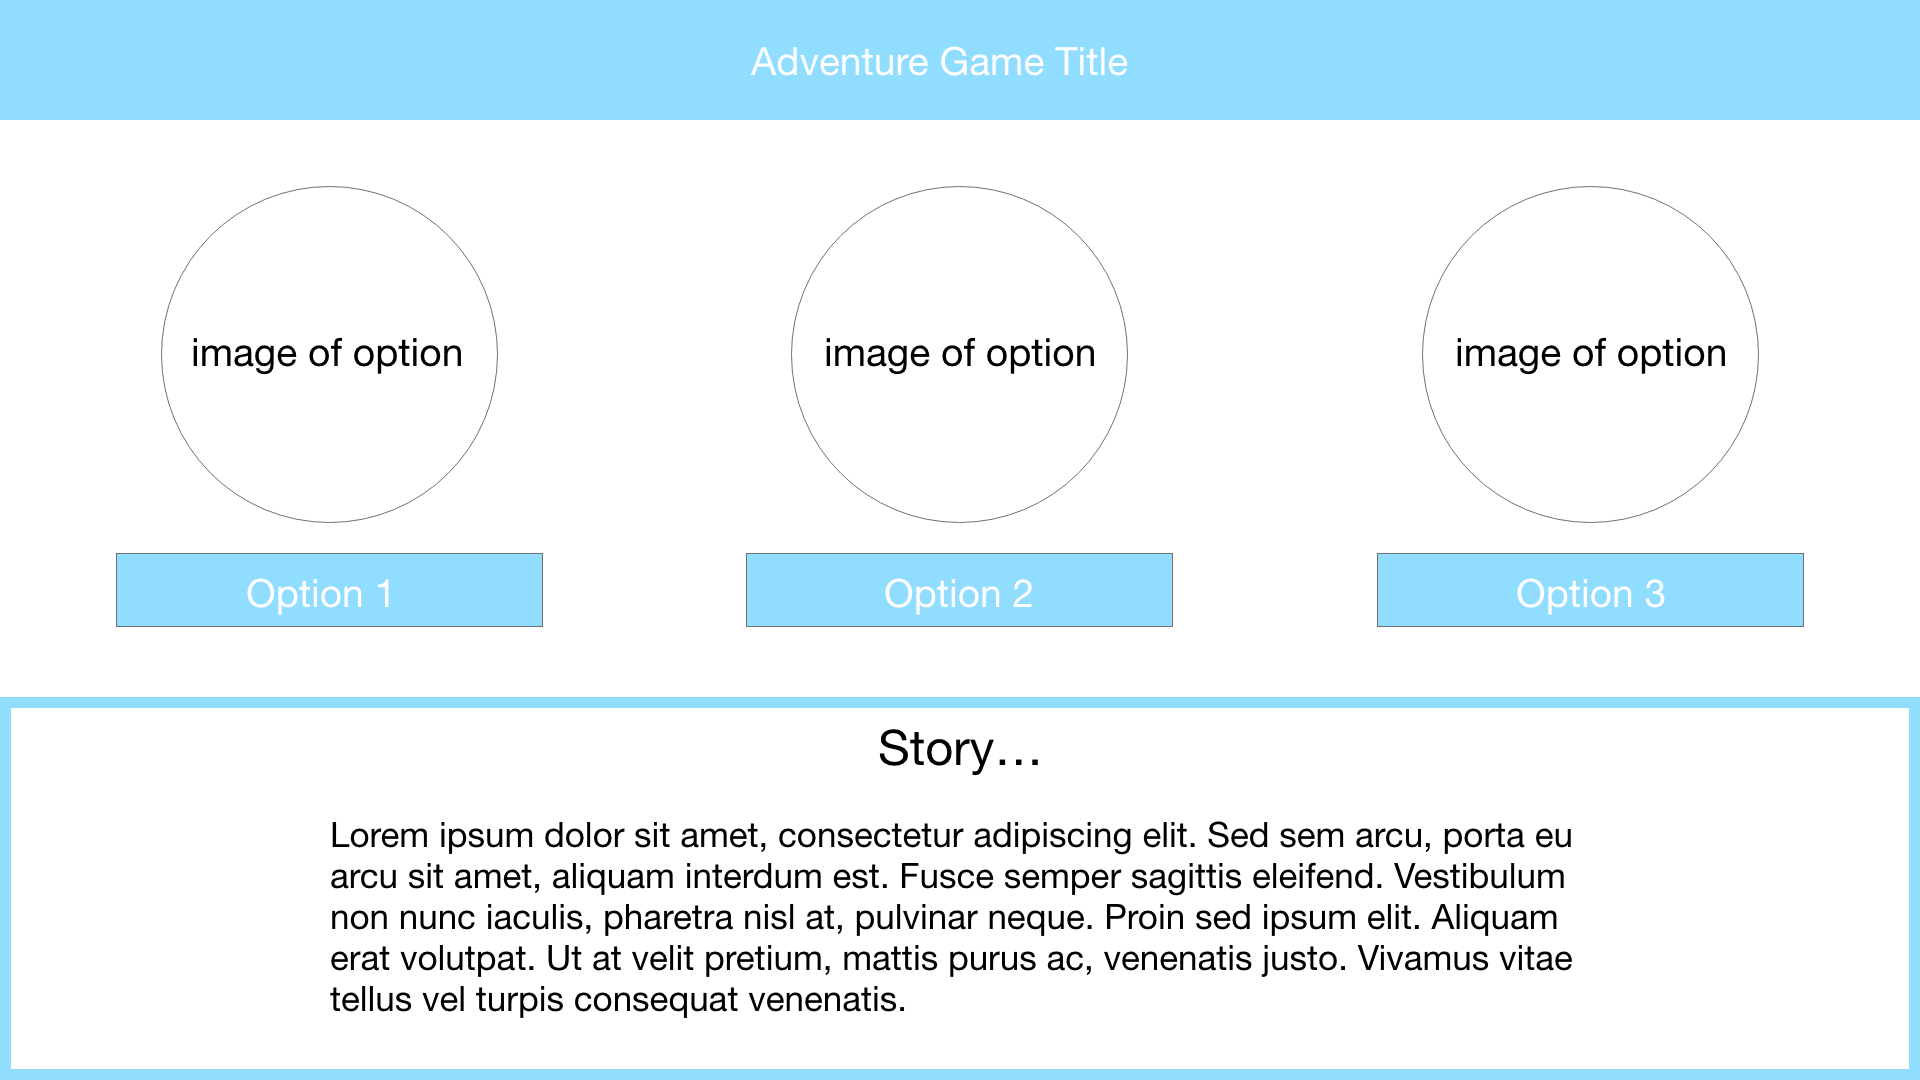 Adventure Game Title
image of option
image of option
image of option
Option 1
Option 2
Option 3
Story...
Lorem ipsum dolor sit amet, consectetur adipiscing elit. Sed sem arcu, porta eu
arcu sit amet, aliquam interdum est. Fusce semper sagittis eleifend. Vestibulum
non nunc iaculis, pharetra nisl at, pulvinar neque. Proin sed ipsum elit. Aliquam
erat volutpat. Ut at velit pretium, mattis purus ac, venenatis justo. Vivamus vitae
tellus vel turpis consequat venenatis.